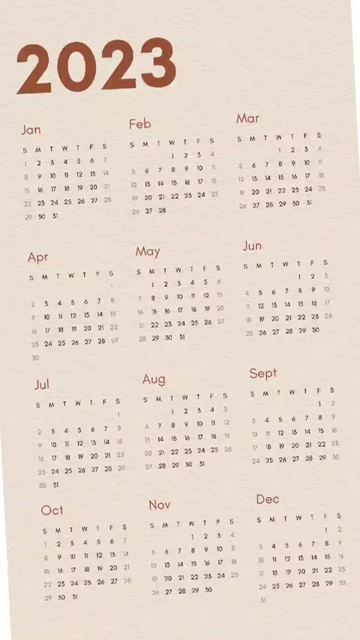 2023
Jan
S M T W T F S
1 2 3 4 5 6 7
8 9 10 11 12 13 14
15 16 17 18 19 20 21
22 23 24 25 26 27 28
29 30 31
Feb
S M T W T F S
1 2 3 4
5 6 7 8 9 10 11
12 13 14 15 16 17 18
19 20 21 22 23 24 25
26 27 28
Mar
S M T W T F S
1 2 3 4
5 6 7 8 9 10 11
12 13 14 15 16 17 18
19 20 21 22 23 24 25
26 27 28 29 30 31
Apr
S M T W T F S
1
2 3 4 5 6 7 8
9 10 11 12 13 14 15
16 17 18 19 20 21 22
23 24 25 26 27 28 29
30
May
S M T W T F S
1 2 3 4 5 6
7 8 9 10 11 12 13
14 15 16 17 18 19 20
21 22 23 24 25 26 27
28 29 30 31
Jun
S M T W T F S
1 2 3
4 5 6 7 8 9 10
11 12 13 14 15 16 17
18 19 20 21 22 23 24
25 26 27 28 29 30
Jul
S M T W T F S
1
2 3 4 5 6 7 8
9 10 11 12 13 14 15
16 17 18 19 20 21 22
23 24 25 26 27 28 29
30 31
Aug
S M T W T F S
1 2 3 4 5
6 7 8 9 10 11 12
13 14 15 16 17 18 19
20 21 22 23 24 25 26
27 28 29 30 31
Sept
S M T W T F S
1 2
3 4 5 6 7 8 9
10 11 12 13 14 15 16
17 18 19 20 21 22 23
24 25 26 27 28 29 30
Oct
S M T W T F S
1 2 3 4 5 6 7
8 9 10 11 12 13 14
15 16 17 18 19 20 21
22 23 24 25 26 27 28
29 30 31
Nov
S M T W T F S
1 2 3 4
5 6 7 8 9 10 11
12 13 14 15 16 17 18
19 20 21 22 23 24 25
26 27 28 29 30
Dec
S M T W T F S
1 2
3 4 5 6 7 8 9
10 11 12 13 14 15 16
17 18 19 20 21 22 23
24 25 26 27 28 29 30
31